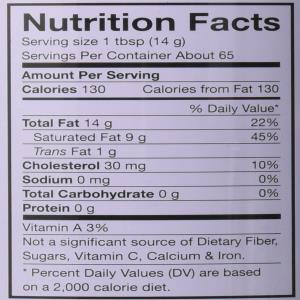 Nutrition Facts
Serving size 1 tbsp (14 g)
Servings Per Container About 65
Amount Per Serving
Calories 130 Calories from Fat 130
% Daily Value*
Total Fat 14 g 22%
Saturated Fat 9 g 45%
Trans Fat 1 g
Cholesterol 30 mg 10%
Sodium 0 mg 0%
Total Carbohydrate 0 g 0%
Protein 0 g
Vitamin A 3%
Not a significant source of Dietary Fiber,
Sugars, Vitamin C, Calcium & Iron.
* Percent Daily Values (DV) are based
on a 2,000 calorie diet.